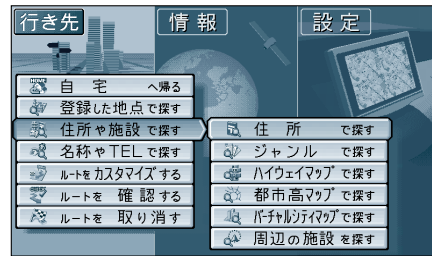 行き先
情報
設定
HOME 自宅へ帰る
登録した地点で探す
住所や施設で探す
名称やTELで探す
ルートをカスタマイズする
ルートを確認する
ルートを取り消す
住所で探す
ジャンルで探す
ハイウェイマップで探す
都市高マップで探す
バーチャルシティマップで探す
周辺の施設を探す